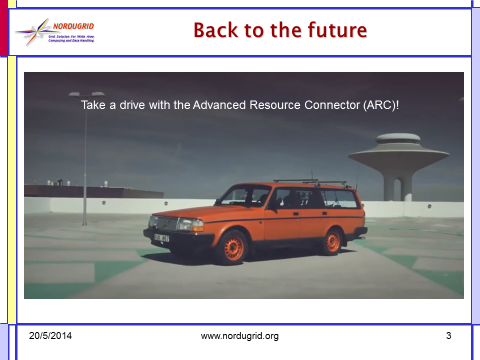 NORDUGRID
Grid Solution for Wide Area
Computing and Data Handling
Back to the future
Take a drive with the Advanced Resource Connector (ARC)!
20/5/2014
www.nordugrid.org
3